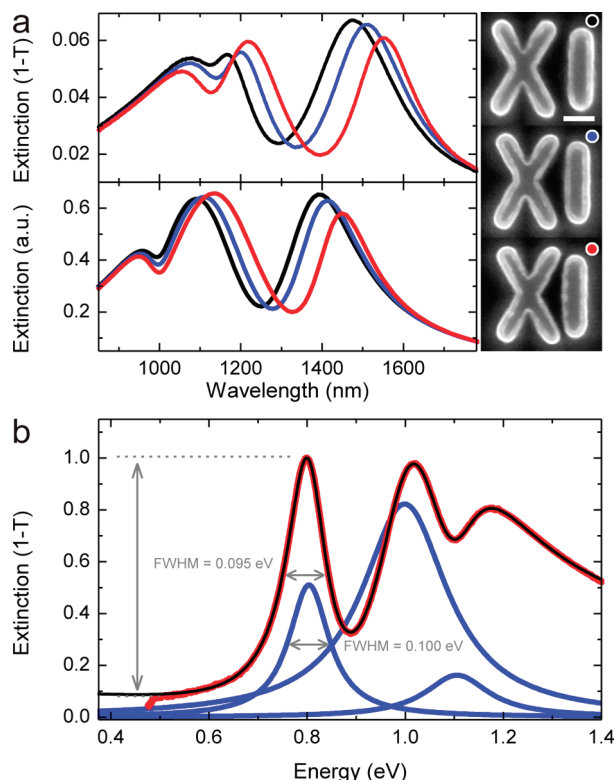 a
Extinction (1-T)
0.06
0.04
0.02
Extinction (a.u.)
0.6
0.4
0.2
1000 1200 1400 1600
Wavelength (nm)
XI
XI
XI
b
Extinction (1-T)
1.0
0.8
0.6
0.4
0.2
0.0
FWHM = 0.095 eV
FWHM = 0.100 eV
0.4 0.6 0.8 1.0 1.2 1.4
Energy (eV)